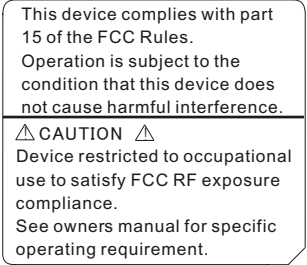 This device complies with part
15 of the FCC Rules.
Operation is subject to the
condition that this device does
not cause harmful interference.
⚠ CAUTION ⚠
Device restricted to occupational
use to satisfy FCC RF exposure
compliance.
See owners manual for specific
operating requirement.